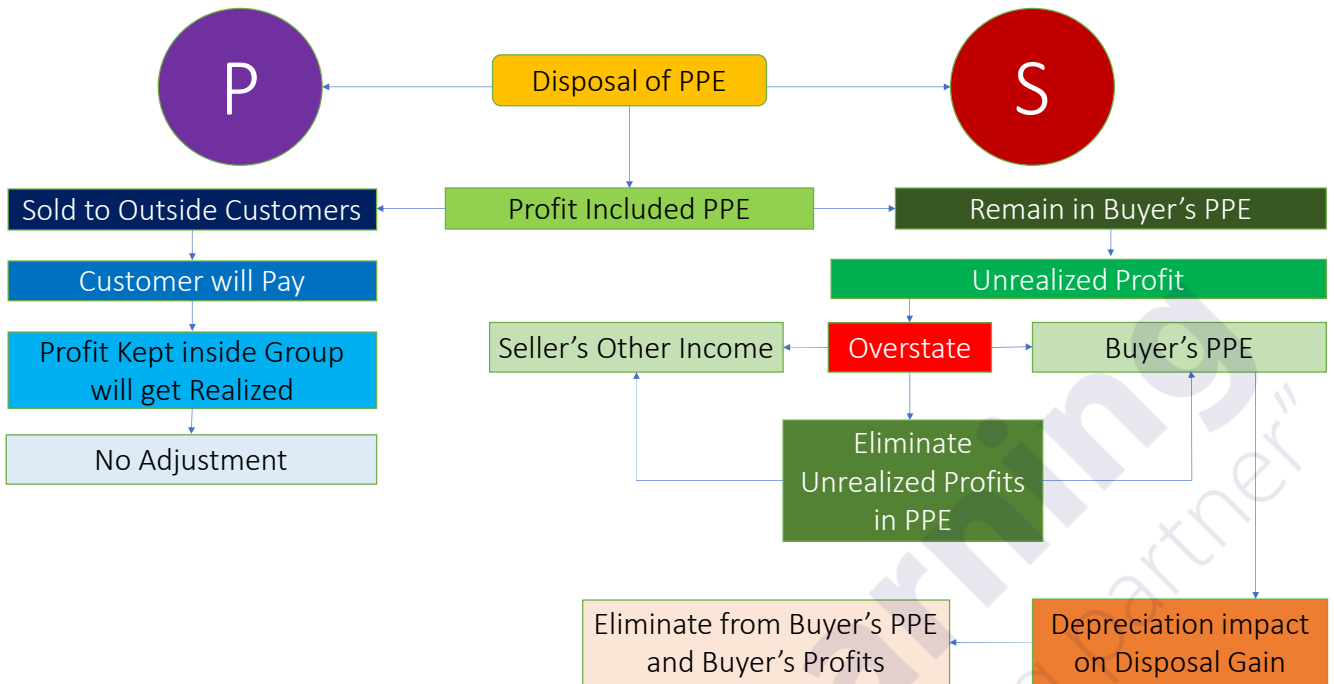 P
Disposal of PPE
S
Sold to Outside Customers
Profit Included PPE
Remain in Buyer's PPE
Customer will Pay
Unrealized Profit
Profit Kept inside Group
will get Realized
Seller's Other Income
Overstate
Buyer's PPE
No Adjustment
Eliminate
Unrealized Profits
in PPE
Eliminate from Buyer's PPE
and Buyer's Profits
Depreciation impact
on Disposal Gain